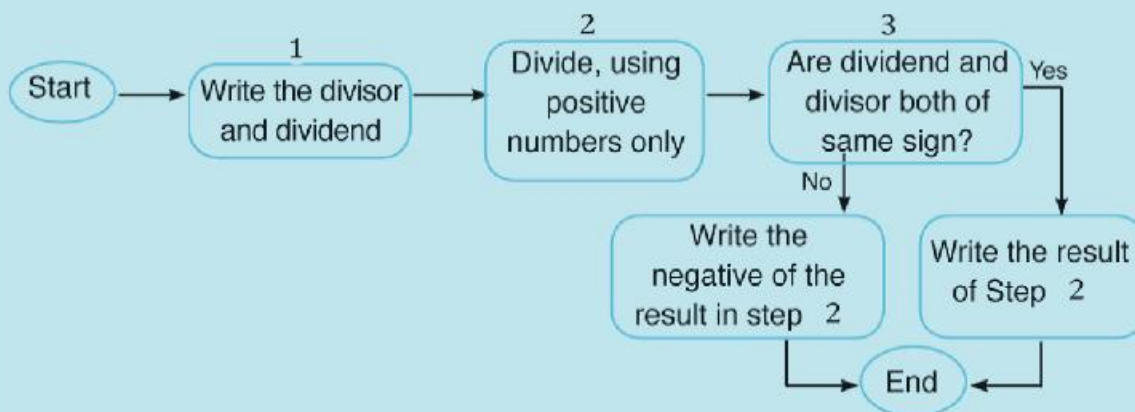 Start
1
Write the divisor
and dividend
2
Divide, using
positive
numbers only
3
Are dividend and
divisor both of
same sign?
Yes
No
Write the
negative of the
result in step 2
Write the result
of Step 2
End